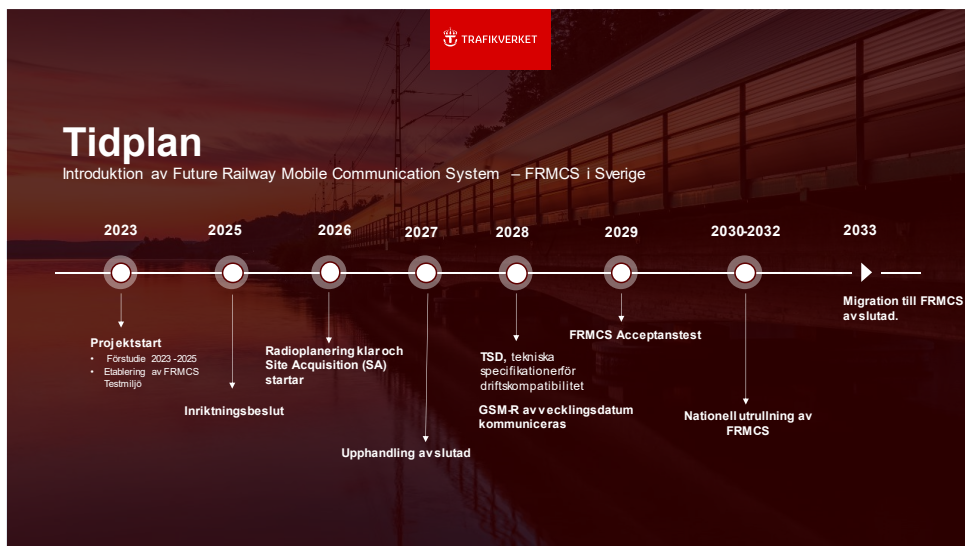 TRAFIKVERKET
Tidplan
Introduktion av Future Railway Mobile Communication System – FRMCS i Sverige
2023
2025
2026
2027
2028
2029
2030-2032
2033
Projektstart
• Förstudie 2023 -2025
• Etablering av FRMCS
Testmiljö
Inriktningsbeslut
Radioplanering klar och
Site Acquisition (SA)
startar
Upphandling avslutad
TSD, tekniska
specifikationerför
driftskompatibilitet
GSM-R avvecklingsdatum
kommuniceras
FRMCS Acceptanstest
Nationell utrullning av
FRMCS
Migration till FRMCS
avslutad.